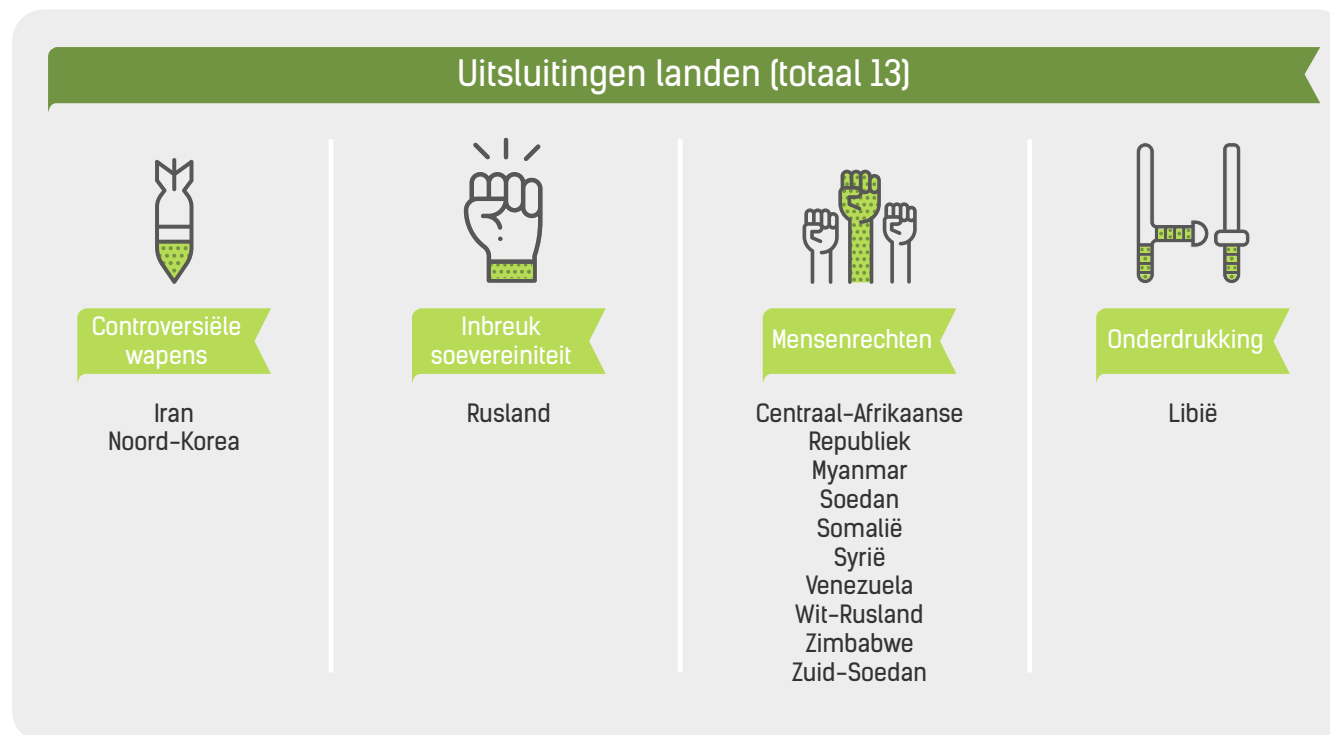 Uitsluitingen landen (totaal 13)
Controversiële
wapens
Iran
Noord-Korea
Inbreuk
soevereiniteit
Rusland
Mensenrechten
Centraal-Afrikaanse
Republiek
Myanmar
Soedan
Somalië
Syrië
Venezuela
Wit-Rusland
Zimbabwe
Zuid-Soedan
Onderdrukking
Libië